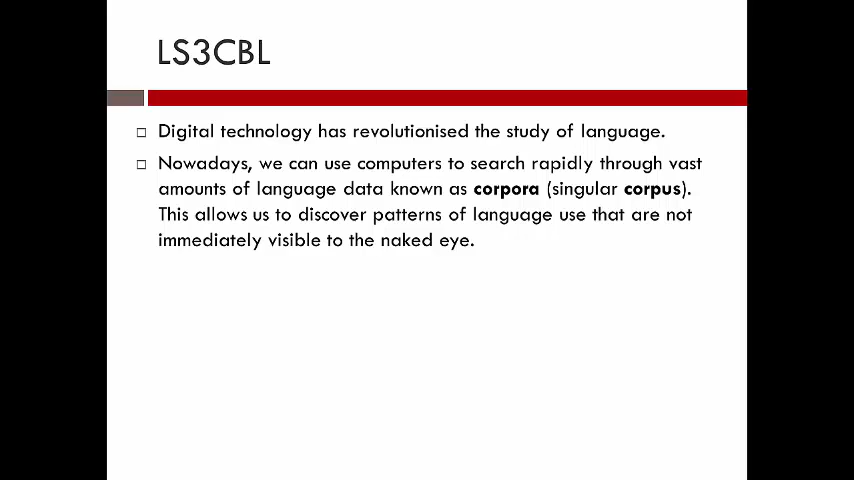 LS3CBL
Digital technology has revolutionised the study of language.
Nowadays, we can use computers to search rapidly through vast
amounts of language data known as corpora (singular corpus).
This allows us to discover patterns of language use that are not
immediately visible to the naked eye.